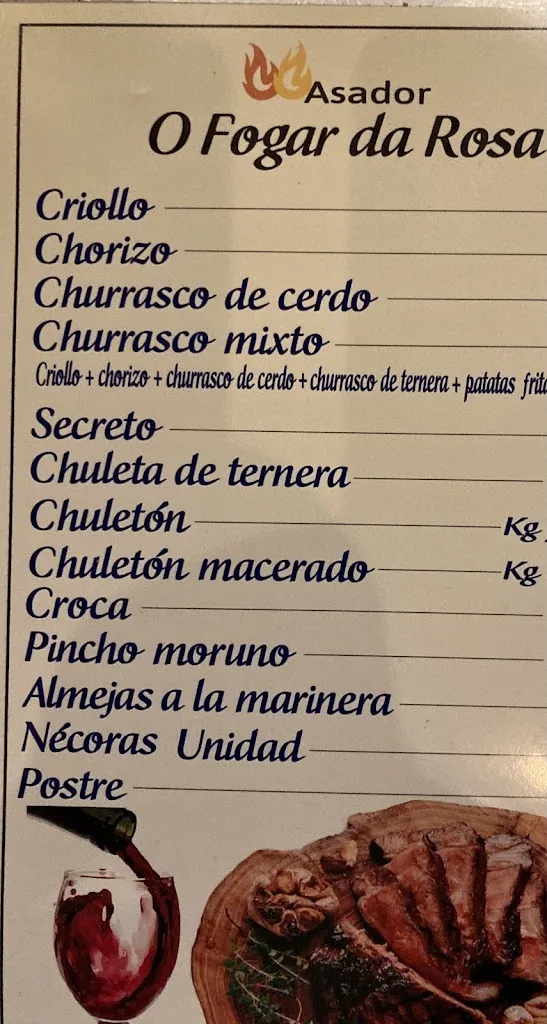 Asador
O Fogar da Rosa
Criollo
Chorizo
Churrasco de cerdo
Churrasco mixto
Criollo + chorizo + churrasco de cerdo + churrasco de ternera + patatas frita
Secreto
Chuleta de ternera
Chuletón Kg
Chuletón macerado Kg
Croca
Pincho moruno
Almejas a la marinera
Nécoras Unidad
Postre